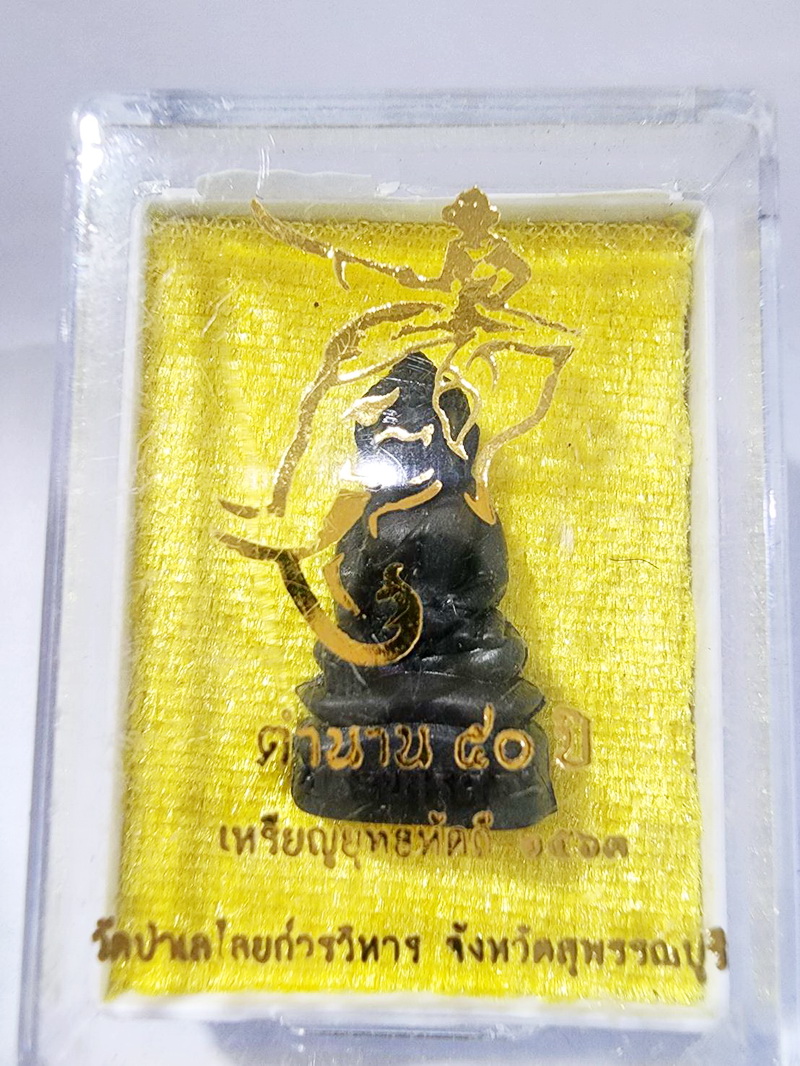 ตำนาน ๕๐ ปี
เหรียญยุทธหัตถี ๒๕๖๓
วัดป่าเลไลยก์วรวิหาร จังหวัดสุพรรณบุรี